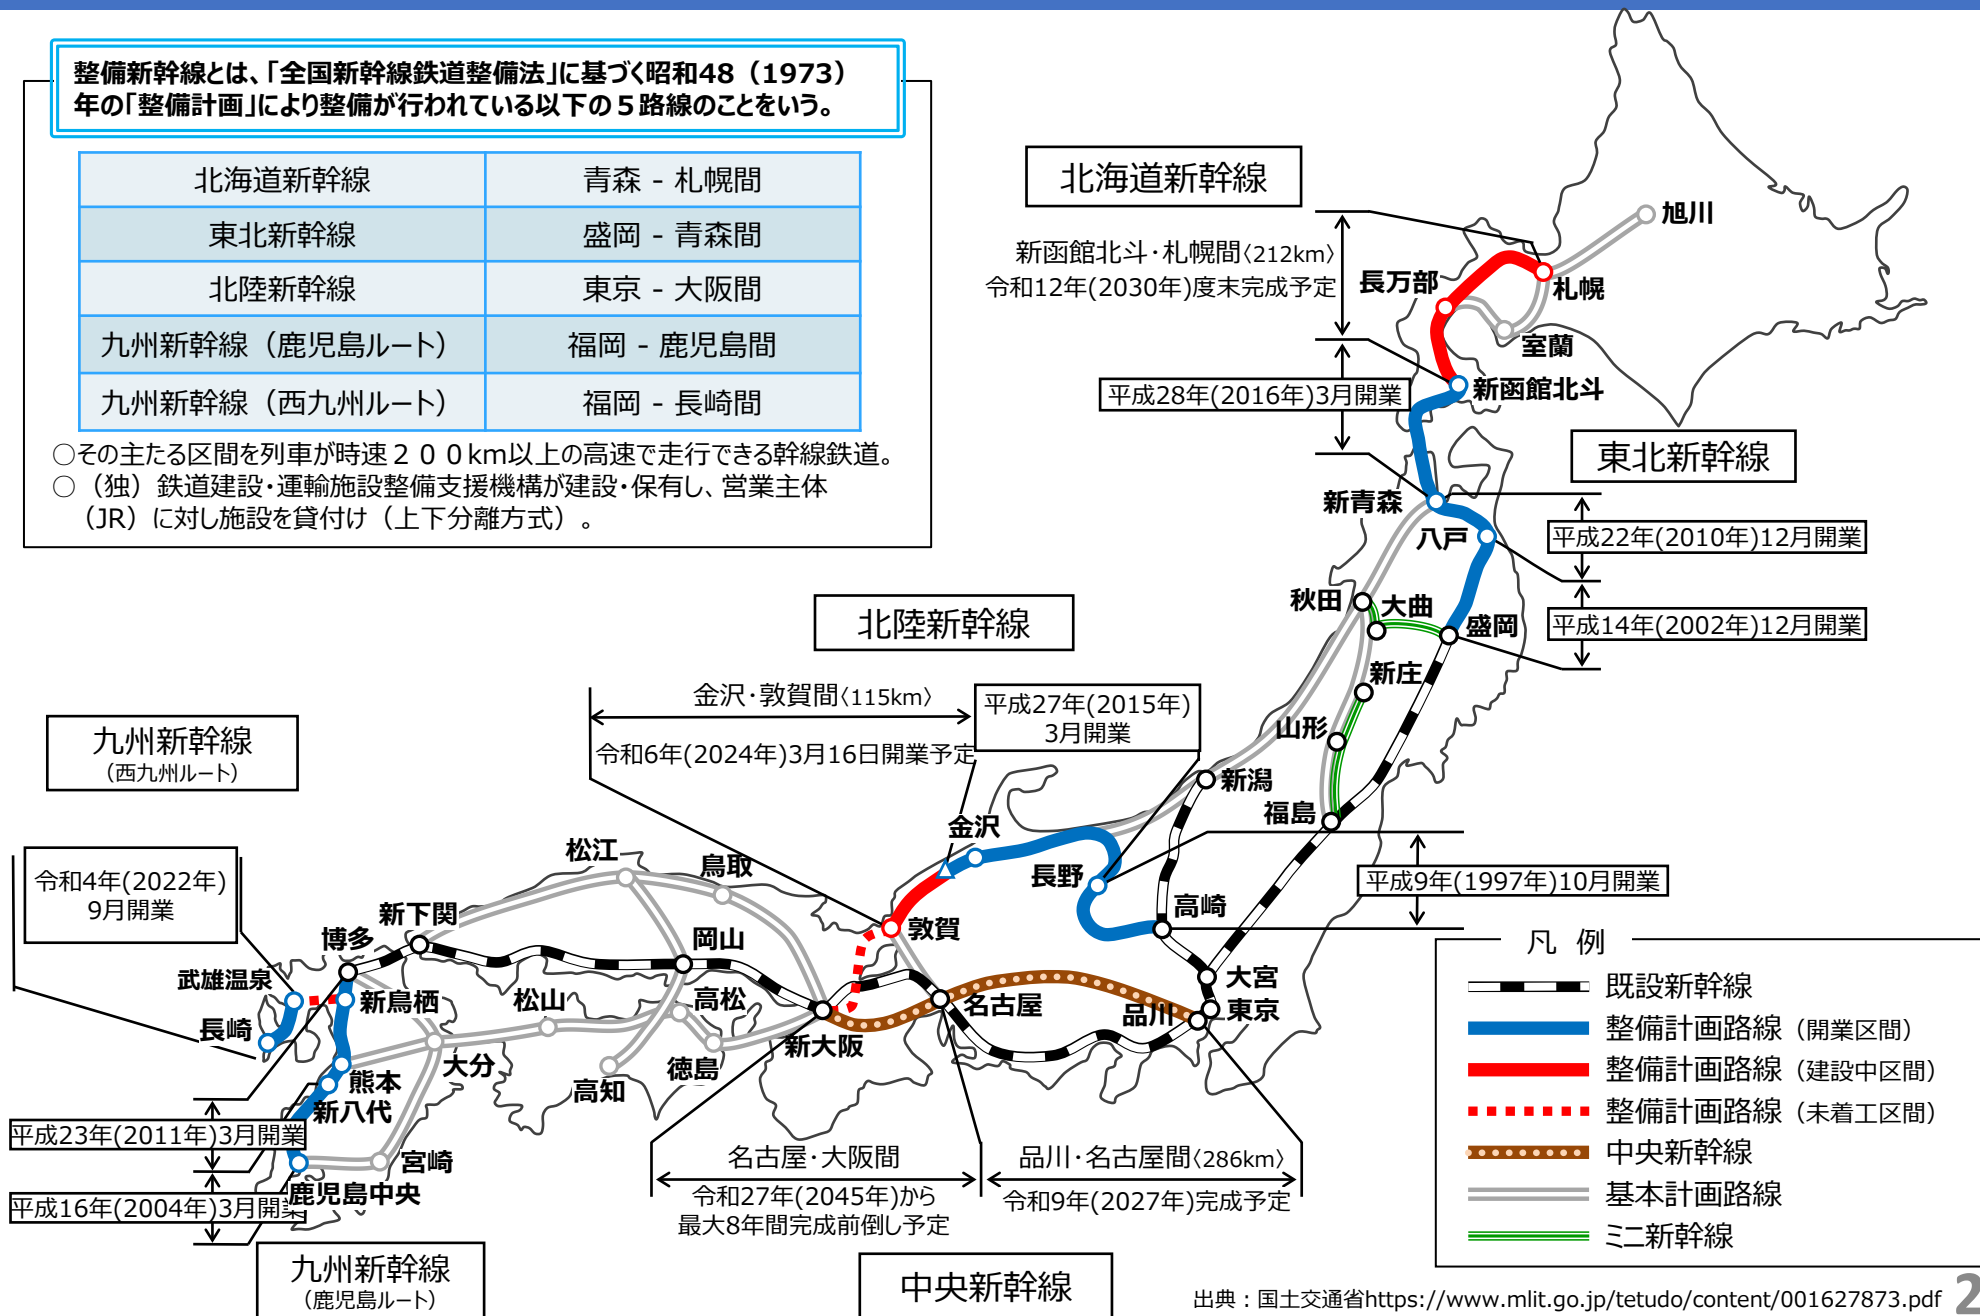 整備新幹線とは、「全国新幹線鉄道整備法」に基づく昭和48（1973）
年の「整備計画」により整備が行われている以下の５路線のことをいう。
北海道新幹線 青森 - 札幌間
東北新幹線 盛岡 - 青森間
北陸新幹線 東京 - 大阪間
九州新幹線（鹿児島ルート） 福岡 - 鹿児島間
九州新幹線（西九州ルート） 福岡 - 長崎間
○その主たる区間を列車が時速２００km以上の高速で走行できる幹線鉄道。
○（独）鉄道建設・運輸施設整備支援機構が建設・保有し、営業主体
（JR）に対し施設を貸付け（上下分離方式）。
北海道新幹線
新函館北斗・札幌間〈212km〉
令和12年(2030年)度末完成予定
旭川
長万部
札幌
室蘭
平成28年(2016年)3月開業
新函館北斗
東北新幹線
新青森
八戸
平成22年(2010年)12月開業
秋田
大曲
盛岡
平成14年(2002年)12月開業
新庄
山形
福島
新潟
北陸新幹線
金沢・敦賀間〈115km〉
令和6年(2024年)3月16日開業予定
平成27年(2015年)
3月開業
金沢
長野
高崎
平成9年(1997年)10月開業
敦賀
大宮
東京
品川
名古屋
新大阪
九州新幹線
（西九州ルート）
令和4年(2022年)
9月開業
松江
鳥取
新下関
博多
岡山
武雄温泉
新鳥栖
松山
高松
長崎
大分
徳島
高知
熊本
新八代
平成23年(2011年)3月開業
宮崎
鹿児島中央
平成16年(2004年)3月開業
九州新幹線
（鹿児島ルート）
名古屋・大阪間
令和27年(2045年)から
最大8年間完成前倒し予定
品川・名古屋間〈286km〉
令和9年(2027年)完成予定
中央新幹線
凡 例
既設新幹線
整備計画路線（開業区間）
整備計画路線（建設中区間）
整備計画路線（未着工区間）
中央新幹線
基本計画路線
ミニ新幹線
出典：国土交通省https://www.mlit.go.jp/tetudo/content/001627873.pdf
2